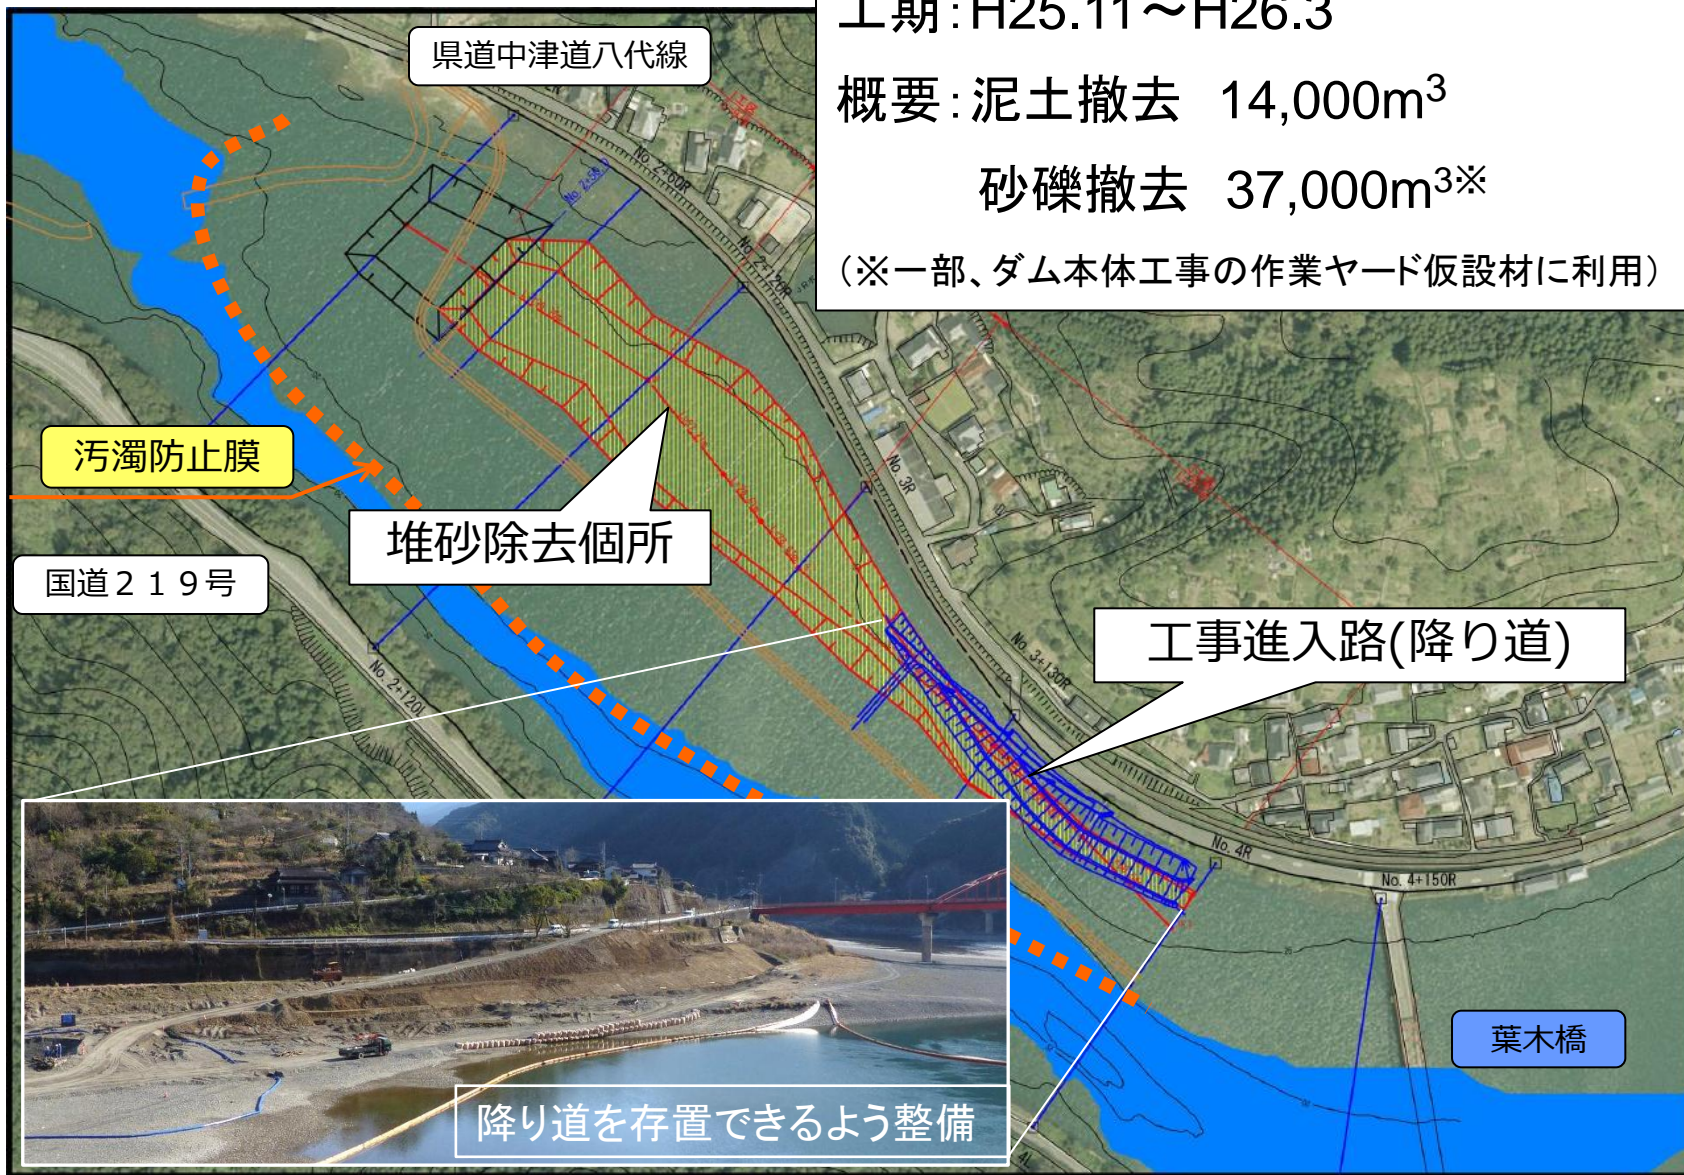 工期：H25.11～H26.3
概要：泥土撤去　14,000m3
砂礫撤去　37,000m3※
（※一部、ダム本体工事の作業ヤード仮設材に利用）
県道中津道八代線
No. 2+60R
No. 2+120R
No. 3R
汚濁防止膜
堆砂除去個所
国道２１９号
No. 2+120L
工事進入路(降り道)
No. 3+130R
No. 4R
No. 4+150R
葉木橋
降り道を存置できるよう整備